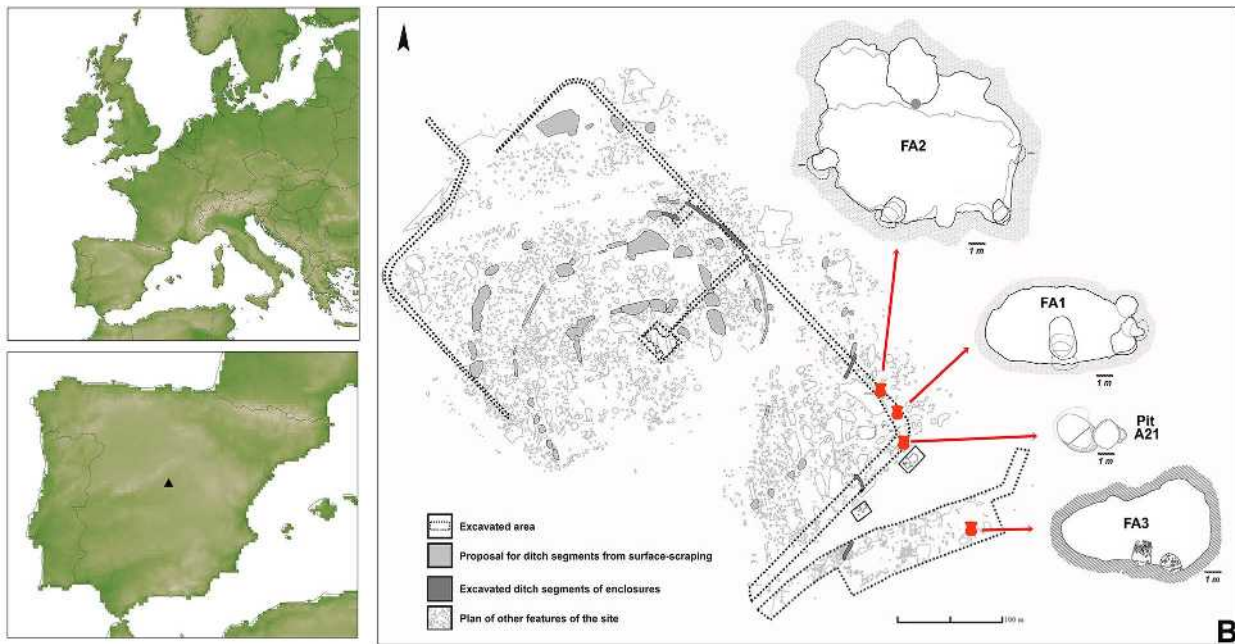 FA2
1 m
FA1
1 m
Pit
A21
1 m
FA3
1 m
Excavated area
Proposal for ditch segments from surface-scraping
Excavated ditch segments of enclosures
Plan of other features of the site
100 m
B